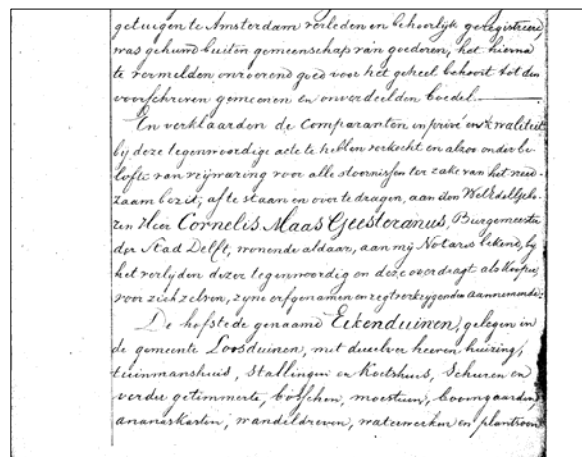 getuigen te Amsterdam verleden en behoorlijk geregistreerd,
was gehuwd buiten gemeenschap van goederen, het hierna
te vermelden onroerend goed voor het geheel behoort tot den
voorschreven gemeenen en onverdeelden boedel.
En verklaarden de Comparanten in privé en qualiteit
bij deze tegenwoordige acte te hebben verkocht en alzoo onder be-
lofte van vrijwaring voor alle stoornissen ter zake van het reed-
zaam bezit, af te staan en over te dragen, aan den WelEdelGebo-
ren Heer Cornelis Maas Geesteranus, Burgemeester
der Stad Delft, wonende aldaar, aan mij Notaris bekend, bij
het verlijden dezer tegenwoordig en deze overdragt als Kooper,
voor zich zelven, zijne erfgenamen en regtverkrijgenden aannemende:
De hofstede genaamd Eikenduinen, gelegen in
de gemeente Loosduinen, met derzelver heeren huizing,
tuinmanshuis, stallingen en Koetshuis, Schuren en
verder getimmerte, bosschen, moestuin, boomgaarden,
ananaskasten, wandeldreven, waterwerken en plantsoen